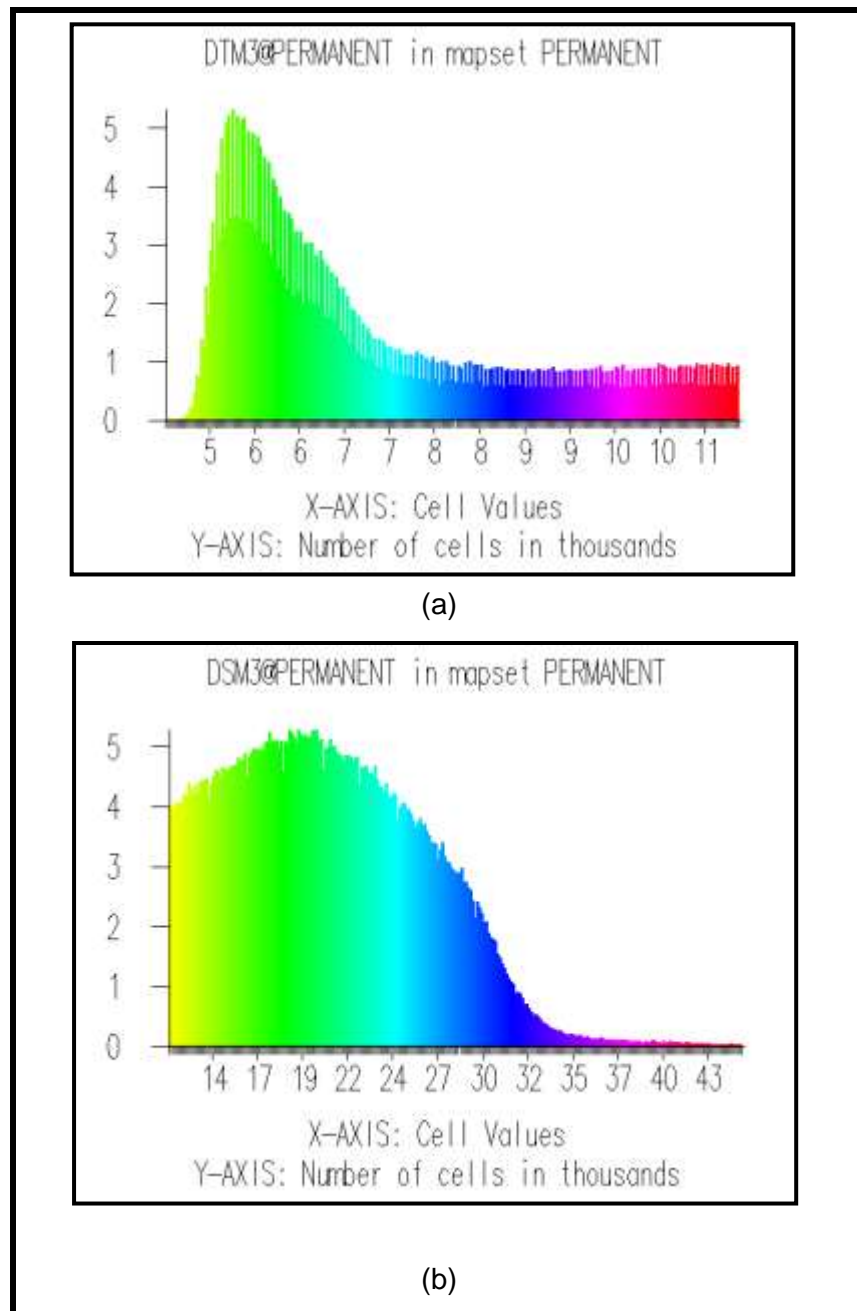 DTM3@PERMANENT in mapset PERMANENT
5
4
3
2
1
0
5 6 6 7 7 8 8 9 9 10 10 11
X-AXIS: Cell Values
Y-AXIS: Number of cells in thousands
(a)
DSM3@PERMANENT in mapset PERMANENT
5
4
3
2
1
0
14 17 19 22 24 27 30 32 35 37 40 43
X-AXIS: Cell Values
Y-AXIS: Number of cells in thousands
(b)